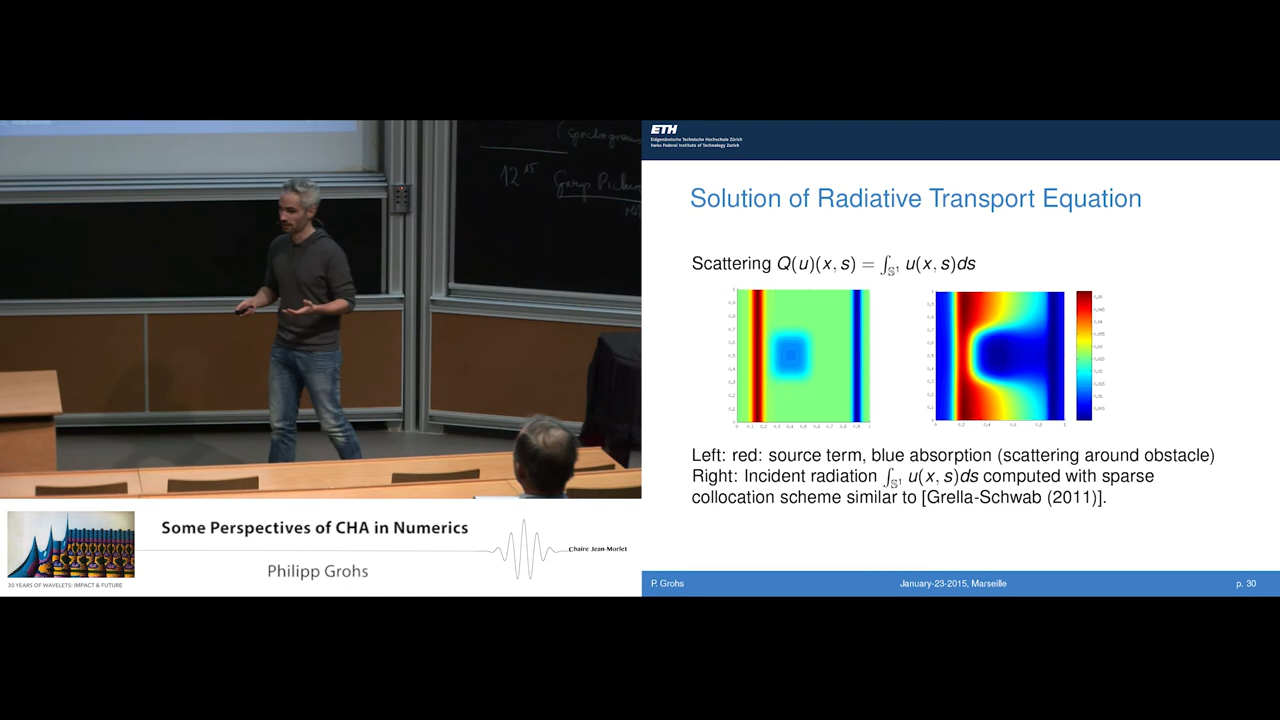 12 15
ETH
Eidgenössische Technische Hochschule Zürich
Swiss Federal Institute of Technology Zurich
Solution of Radiative Transport Equation
Scattering Q(u)(x, s) = ∫_𝕊¹ u(x, s)ds
Left: red: source term, blue absorption (scattering around obstacle)
Right: Incident radiation ∫_𝕊¹ u(x, s)ds computed with sparse
collocation scheme similar to [Grella-Schwab (2011)].
P. Grohs
January-23-2015, Marseille
p. 30
Some Perspectives of CHA in Numerics
Chaire Jean-Morlet
Philipp Grohs
30 YEARS OF WAVELETS: IMPACT & FUTURE